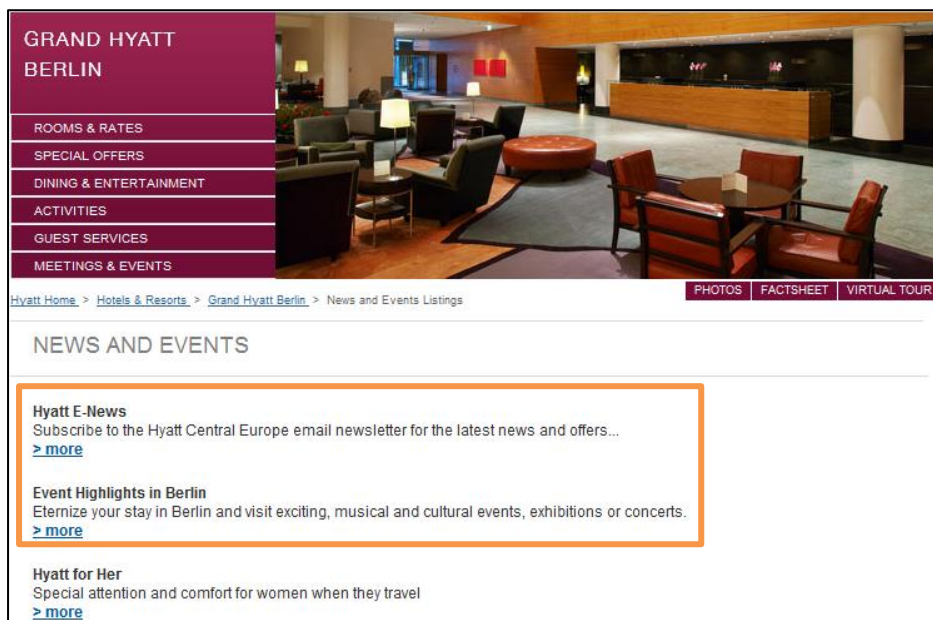 GRAND HYATT
BERLIN
ROOMS & RATES
SPECIAL OFFERS
DINING & ENTERTAINMENT
ACTIVITIES
GUEST SERVICES
MEETINGS & EVENTS
PHOTOS FACTSHEET VIRTUAL TOUR
Hyatt Home > Hotels & Resorts > Grand Hyatt Berlin > News and Events Listings
NEWS AND EVENTS
Hyatt E-News
Subscribe to the Hyatt Central Europe email newsletter for the latest news and offers...
> more
Event Highlights in Berlin
Eternize your stay in Berlin and visit exciting, musical and cultural events, exhibitions or concerts.
> more
Hyatt for Her
Special attention and comfort for women when they travel
> more